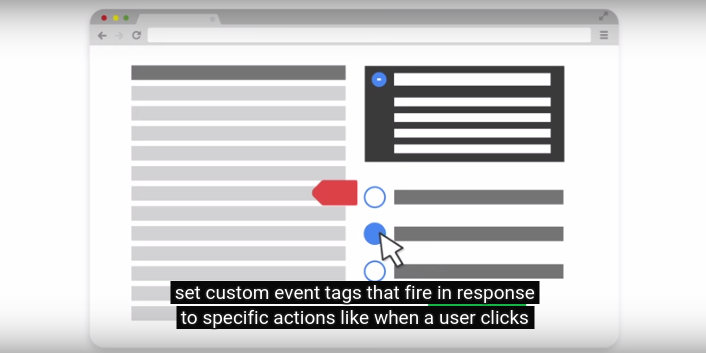 set custom event tags that fire in response
to specific actions like when a user clicks